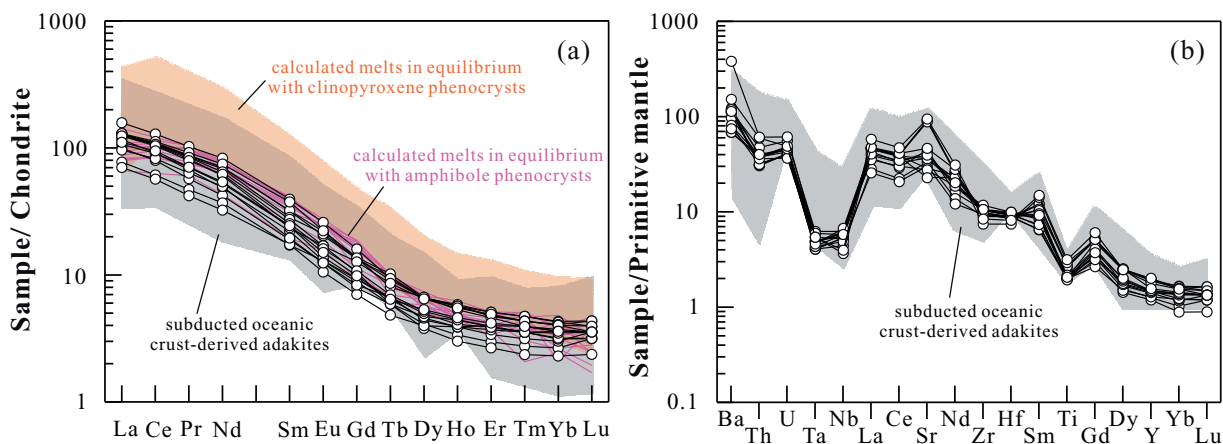 1000
100
10
1
Sample/ Chondrite
(a)
calculated melts in equilibrium
with clinopyroxene phenocrysts
calculated melts in equilibrium
with amphibole phenocrysts
subducted oceanic
crust-derived adakites
La Ce Pr Nd Sm Eu Gd Tb Dy Ho Er Tm Yb Lu
1000
100
10
1
0.1
Sample/Primitive mantle
(b)
subducted oceanic
crust-derived adakites
Ba U Nb Ce Nd Hf Ti Dy Yb
Th Ta La Sr Zr Sm Gd Y Lu